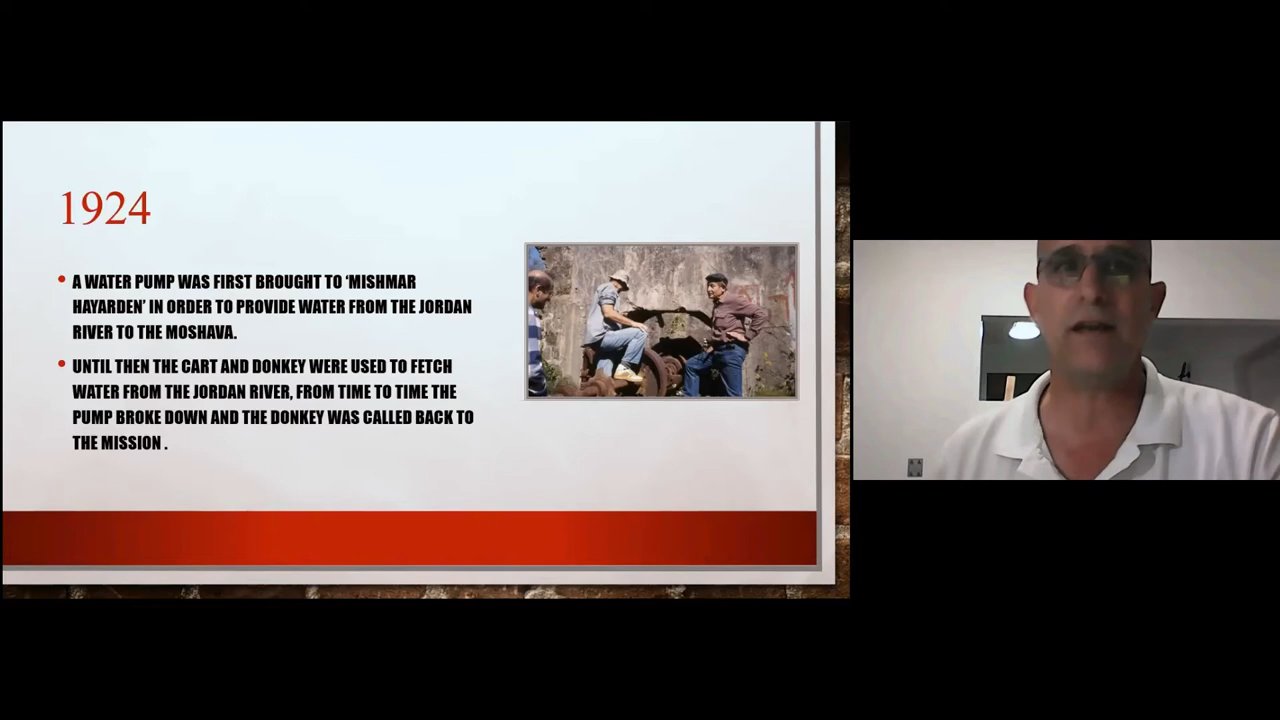 1924
• A WATER PUMP WAS FIRST BROUGHT TO ‘MISHMAR
HAYARDEN’ IN ORDER TO PROVIDE WATER FROM THE JORDAN
RIVER TO THE MOSHAVA.
• UNTIL THEN THE CART AND DONKEY WERE USED TO FETCH
WATER FROM THE JORDAN RIVER, FROM TIME TO TIME THE
PUMP BROKE DOWN AND THE DONKEY WAS CALLED BACK TO
THE MISSION .